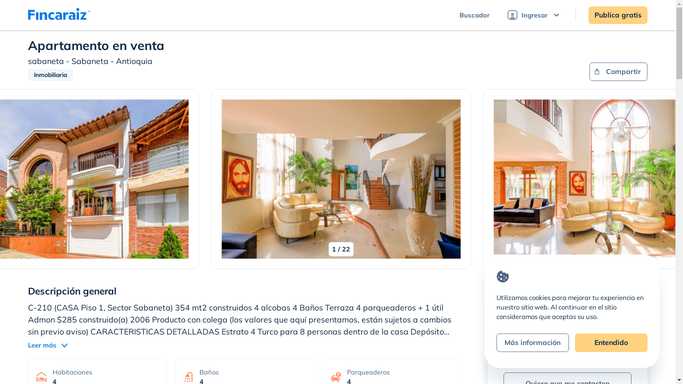 Fincaraiz
Buscador
Ingresar
Publica gratis
Apartamento en venta
sabaneta - Sabaneta - Antioquia
Inmobiliaria
Compartir
1 / 22
Descripción general
C-210 (CASA Piso 1, Sector Sabaneta) 354 mt2 construidos 4 alcobas 4 Baños Terraza 4 parqueaderos + 1 útil
Admon $285 construido(a) 2006 Producto con colega (los valores que aquí presentamos, están sujetos a cambios
sin previo aviso) CARACTERISTICAS DETALLADAS Estrato 4 Turco para 8 personas dentro de la casa Depósito...
Leer más
Habitaciones
4
Baños
4
Parqueaderos
4
Utilizamos cookies para mejorar tu experiencia en
nuestro sitio web. Al continuar en el sitio
consideramos que aceptas su uso.
Más información
Entendido
Quiero que me contacten